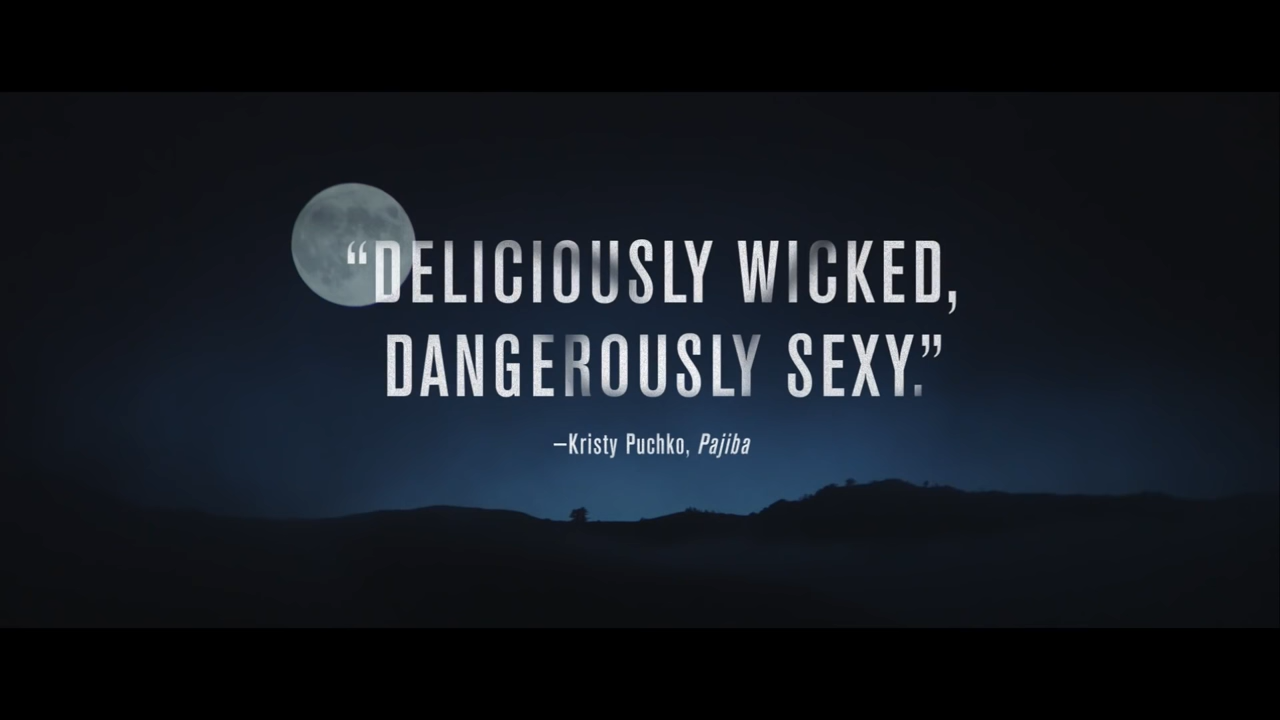 “DELICIOUSLY WICKED,
DANGEROUSLY SEXY.”
–Kristy Puchko, Pajiba